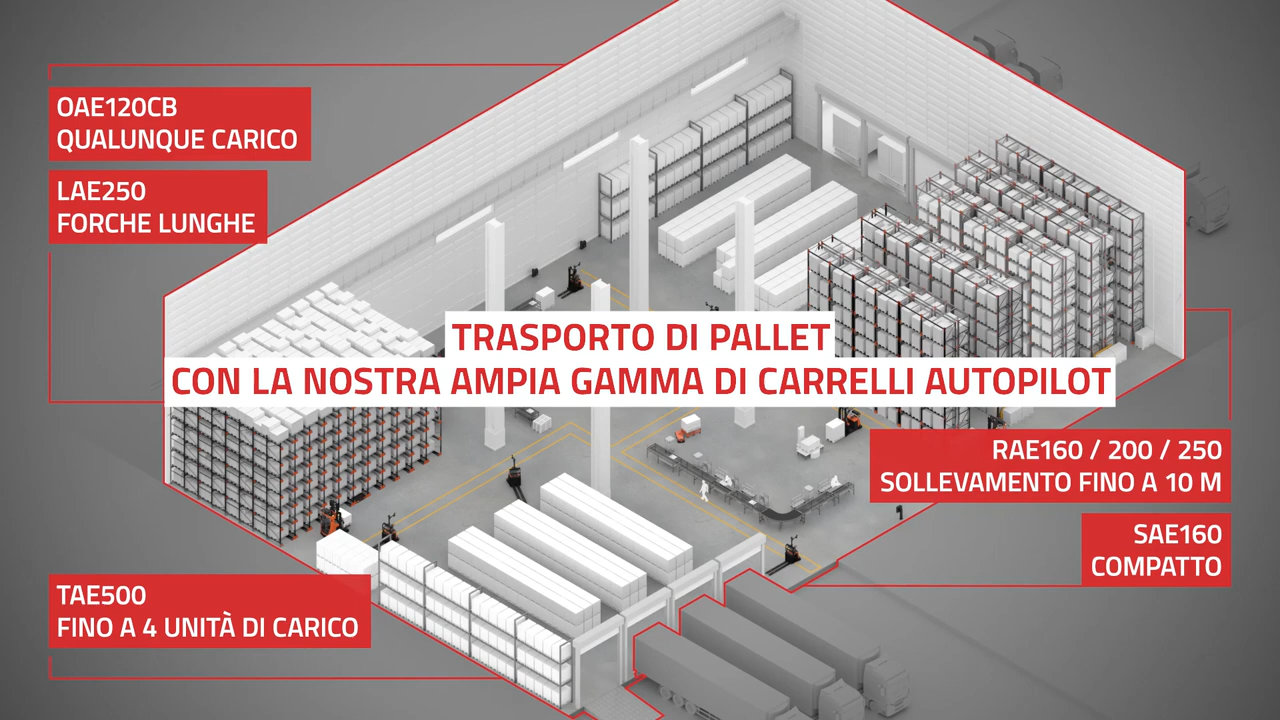 OAE120CB
QUALUNQUE CARICO
LAE250
FORCHE LUNGHE
TRASPORTO DI PALLET
CON LA NOSTRA AMPIA GAMMA DI CARRELLI AUTOPILOT
RAE160 / 200 / 250
SOLLEVAMENTO FINO A 10 M
SAE160
COMPATTO
TAE500
FINO A 4 UNITÀ DI CARICO